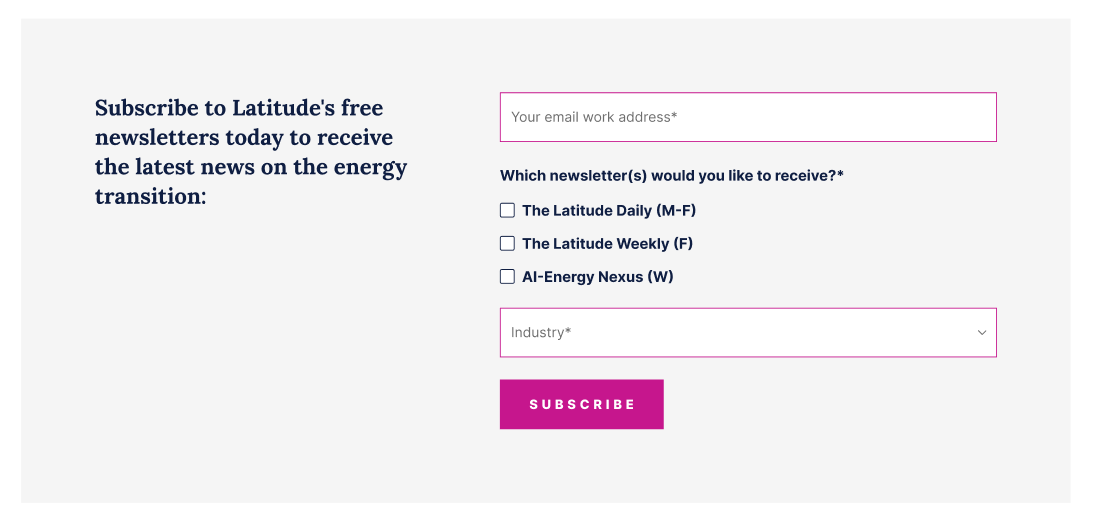 Subscribe to Latitude's free
newsletters today to receive
the latest news on the energy
transition:
Your email work address*
Which newsletter(s) would you like to receive?*
The Latitude Daily (M-F)
The Latitude Weekly (F)
AI-Energy Nexus (W)
Industry*
SUBSCRIBE